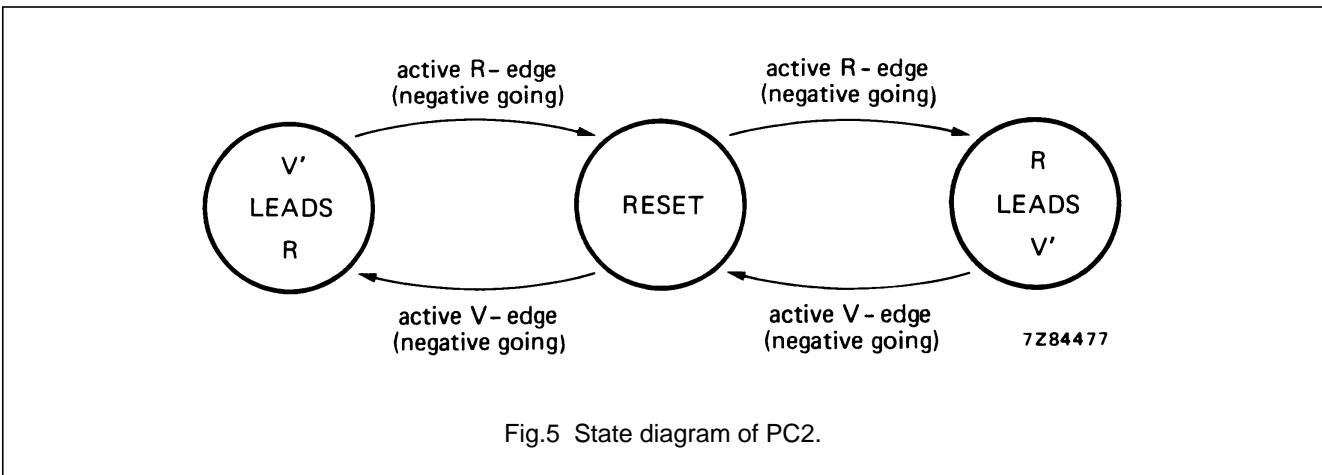 active R-edge
(negative going)
active R-edge
(negative going)
V'
LEADS
R
RESET
R
LEADS
V'
active V-edge
(negative going)
active V-edge
(negative going)
7Z84477
Fig.5 State diagram of PC2.